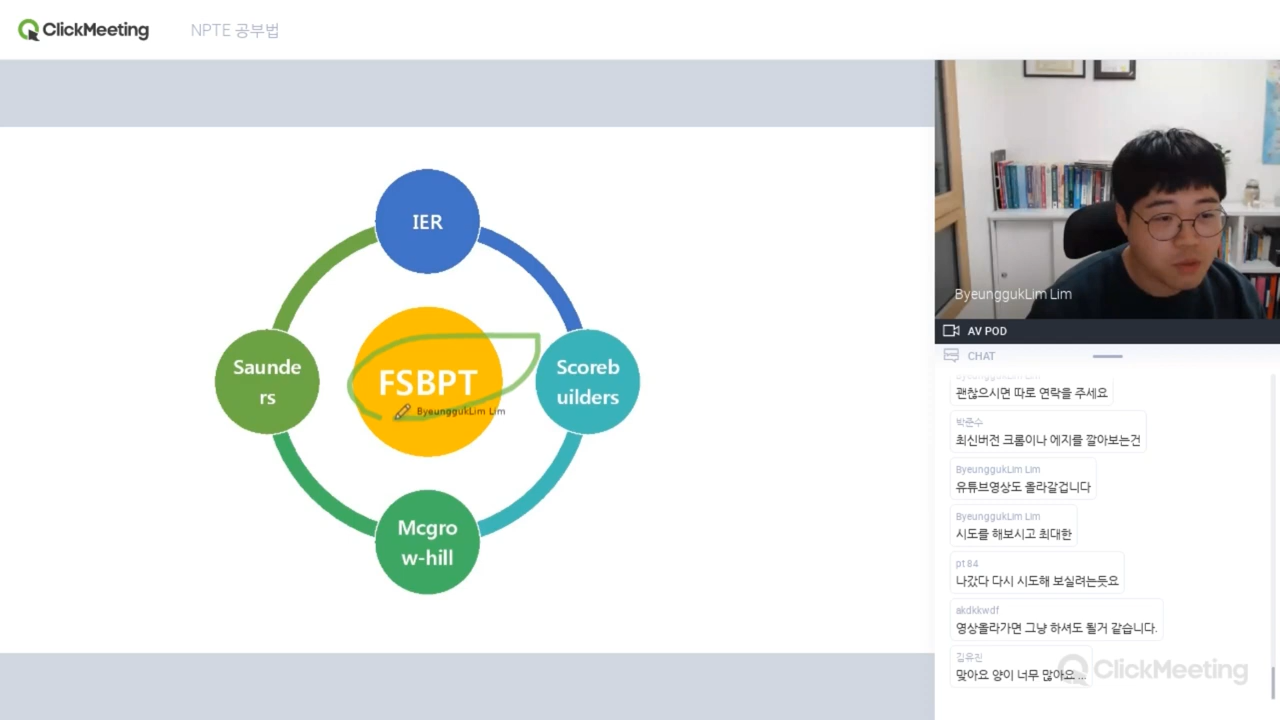 ClickMeeting
NPTE 공부법
IER
Saunde
rs
FSBPT
ByeunggukLim Lim
Scoreb
uilders
Mcgro
w-hill
ByeunggukLim Lim
AV POD
CHAT
ByeunggukLim Lim
괜찮으시면 따로 연락을 주세요
박준수
최신버전 크롬이나 에지를 깔아보는건
ByeunggukLim Lim
유튜브영상도 올라갈겁니다
ByeunggukLim Lim
시도를 해보시고 최대한
pt 84
나갔다 다시 시도해 보실려는듯요
akdkkwdf
영상올라가면 그냥 하셔도 될거 같습니다.
김유진
맞아요 양이 너무 많아요 ...
ClickMeeting